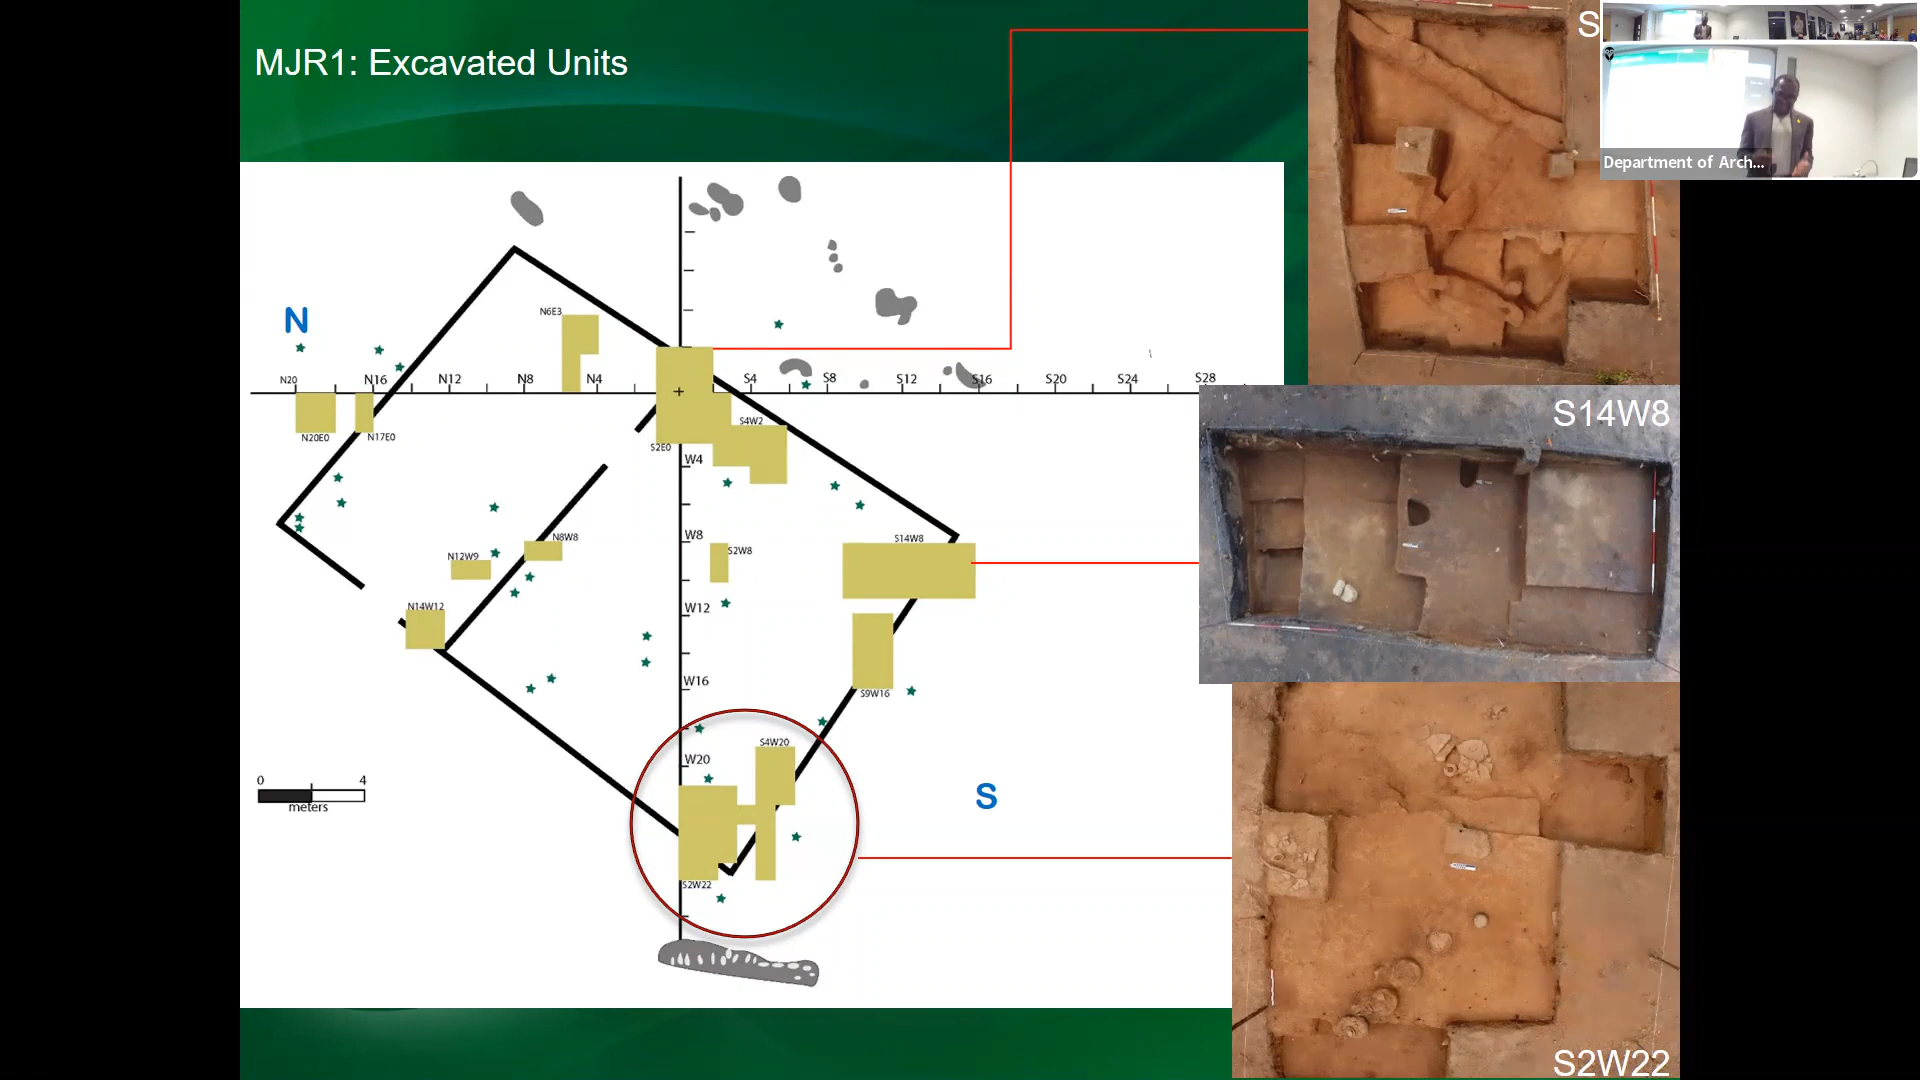 MJR1: Excavated Units
Department of Arch...
N
N6E3
N20
N16
N12
N8
N4
S4
S8
S12
S16
S20
S24
S28
N20E0
N17E0
S2E0
S4W2
W4
W8
N8W8
S2W8
S14W8
N12W9
N14W12
W12
W16
S9W16
S4W20
W20
S2W22
S
0 4
meters
S14W8
S2W22